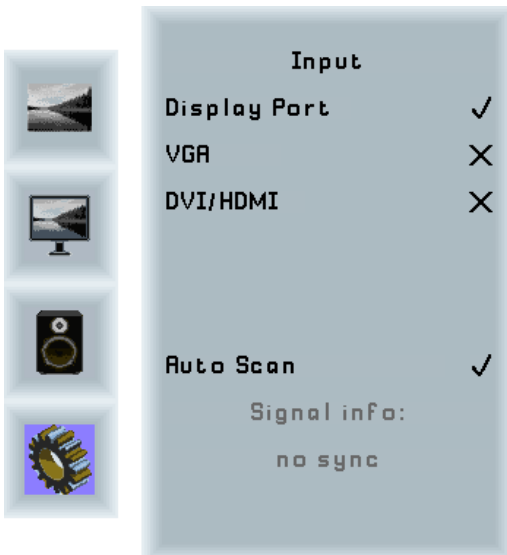 Input
Display Port ✓
VGA ✕
DVI/HDMI ✕
Auto Scan ✓
Signal info:
no sync